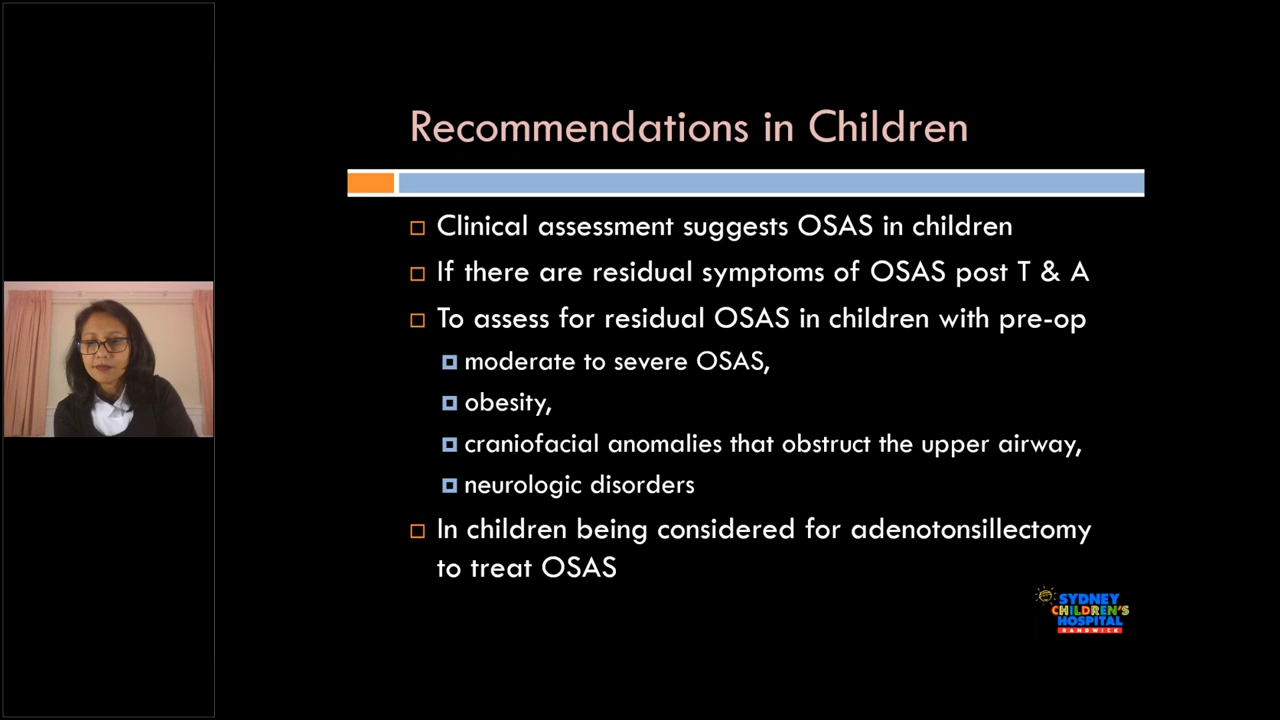 Recommendations in Children
Clinical assessment suggests OSAS in children
If there are residual symptoms of OSAS post T & A
To assess for residual OSAS in children with pre-op
moderate to severe OSAS,
obesity,
craniofacial anomalies that obstruct the upper airway,
neurologic disorders
In children being considered for adenotonsillectomy
to treat OSAS
SYDNEY
CHILDREN'S
HOSPITAL
RANDWICK